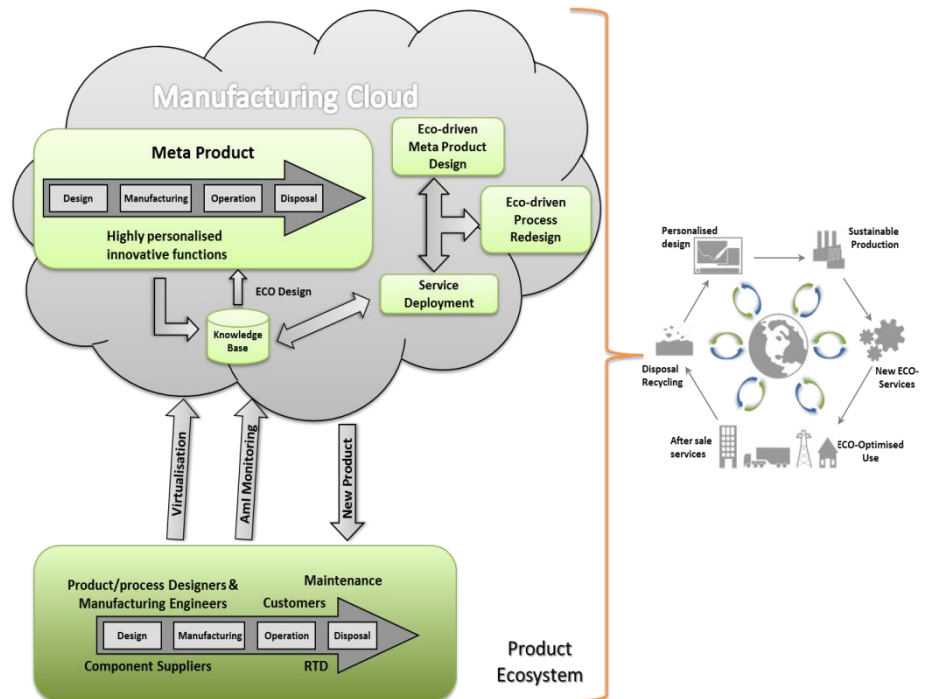 Manufacturing Cloud
Meta Product
Design
Manufacturing
Operation
Disposal
Highly personalised
innovative functions
ECO Design
Knowledge
Base
Eco-driven
Meta Product
Design
Eco-driven
Process
Redesign
Service
Deployment
Virtualisation
AmI Monitoring
New Product
Product/process Designers &
Manufacturing Engineers
Maintenance
Customers
Design
Manufacturing
Operation
Disposal
Component Suppliers
RTD
Product
Ecosystem
Personalised
design
Sustainable
Production
New ECO-
Services
ECO-Optimised
Use
After sale
services
Disposal
Recycling